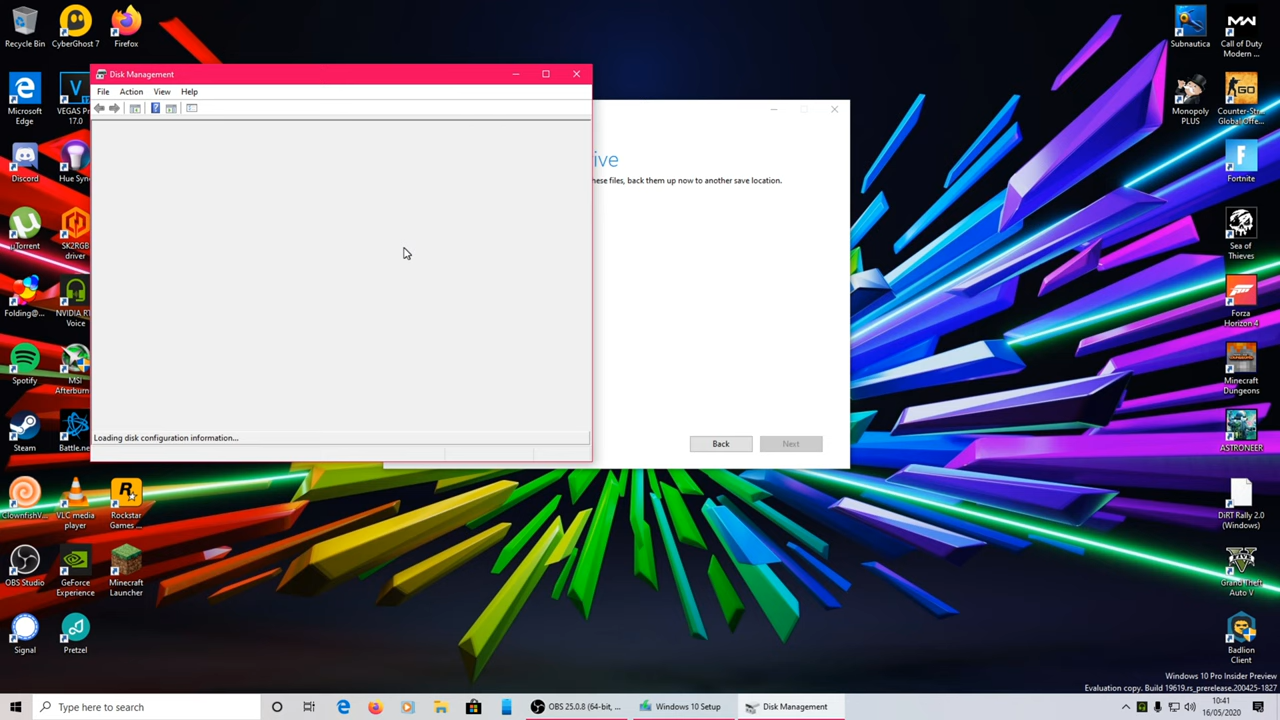 Recycle Bin
CyberGhost 7
Firefox
Microsoft
Edge
VEGAS Pr
17.0
Discord
Hue Sync
µTorrent
SK2RGB
driver
Folding@...
NVIDIA RT
Voice
Spotify
MSI
Afterburn
Steam
Battle.net
ClownfishV...
VLC media
player
Rockstar
Games ...
OBS Studio
GeForce
Experience
Minecraft
Launcher
Signal
Pretzel
Disk Management
File
Action
View
Help
Loading disk configuration information...
ive
hese files, back them up now to another save location.
Back
Next
Subnautica
Call of Duty
Modern ...
Monopoly
PLUS
Counter-Str
Global Offe...
Fortnite
Sea of
Thieves
Forza
Horizon 4
Minecraft
Dungeons
ASTRONEER
DiRT Rally 2.0
(Windows)
Grand Theft
Auto V
Badlion
Client
Windows 10 Pro Insider Preview
Evaluation copy. Build 19619.rs_prerelease.200425-1827
Type here to search
OBS 25.0.8 (64-bit, ...
Windows 10 Setup
Disk Management
10:41
16/05/2020